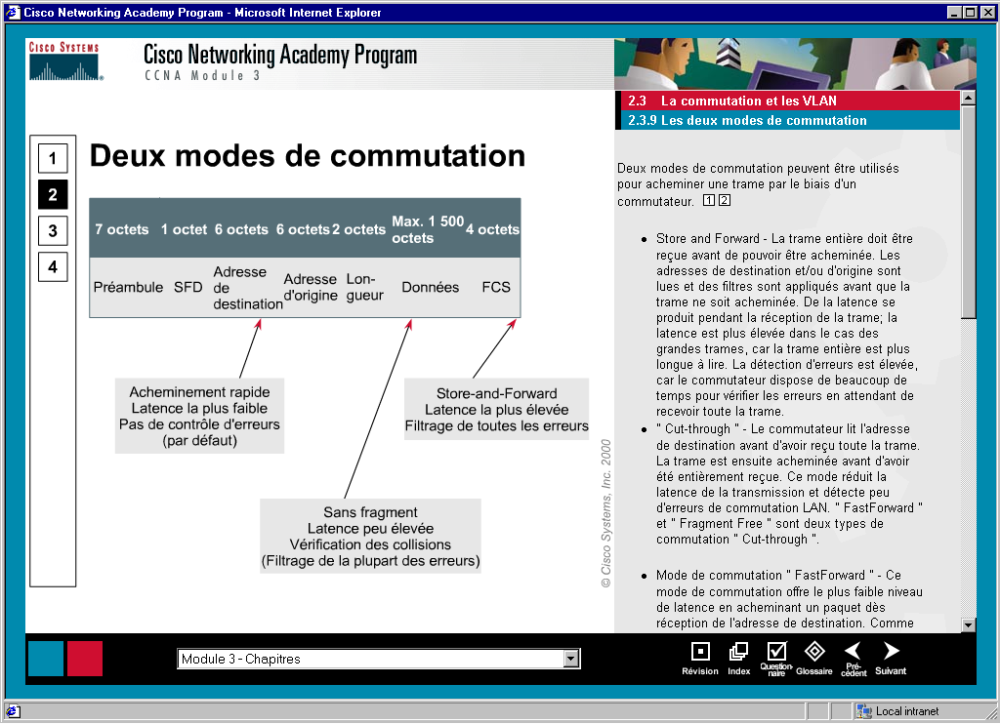 Cisco Networking Academy Program - Microsoft Internet Explorer
CISCO SYSTEMS
Cisco Networking Academy Program
CCNA Module 3
2.3 La commutation et les VLAN
2.3.9 Les deux modes de commutation
1
2
3
4
Deux modes de commutation
7 octets 1 octet 6 octets 6 octets 2 octets Max. 1 500 octets 4 octets
Préambule SFD Adresse de destination Adresse d'origine Lon-gueur Données FCS
Acheminement rapide
Latence la plus faible
Pas de contrôle d'erreurs
(par défaut)
Store-and-Forward
Latence la plus élevée
Filtrage de toutes les erreurs
Sans fragment
Latence peu élevée
Vérification des collisions
(Filtrage de la plupart des erreurs)
© Cisco Systems, Inc. 2000
Deux modes de commutation peuvent être utilisés
pour acheminer une trame par le biais d'un
commutateur. 1 2
• Store and Forward - La trame entière doit être
reçue avant de pouvoir être acheminée. Les
adresses de destination et/ou d'origine sont
lues et des filtres sont appliqués avant que la
trame ne soit acheminée. De la latence se
produit pendant la réception de la trame; la
latence est plus élevée dans le cas des
grandes trames, car la trame entière est plus
longue à lire. La détection d'erreurs est élevée,
car le commutateur dispose de beaucoup de
temps pour vérifier les erreurs en attendant de
recevoir toute la trame.
• " Cut-through " - Le commutateur lit l'adresse
de destination avant d'avoir reçu toute la trame.
La trame est ensuite acheminée avant d'avoir
été entièrement reçue. Ce mode réduit la
latence de la transmission et détecte peu
d'erreurs de commutation LAN. " FastForward "
et " Fragment Free " sont deux types de
commutation " Cut-through ".
• Mode de commutation " FastForward " - Ce
mode de commutation offre le plus faible niveau
de latence en acheminant un paquet dès
réception de l'adresse de destination. Comme
Module 3 - Chapitres
Révision
Index
Question-
naire
Glossaire
Pré-
cédent
Suivant
Local intranet